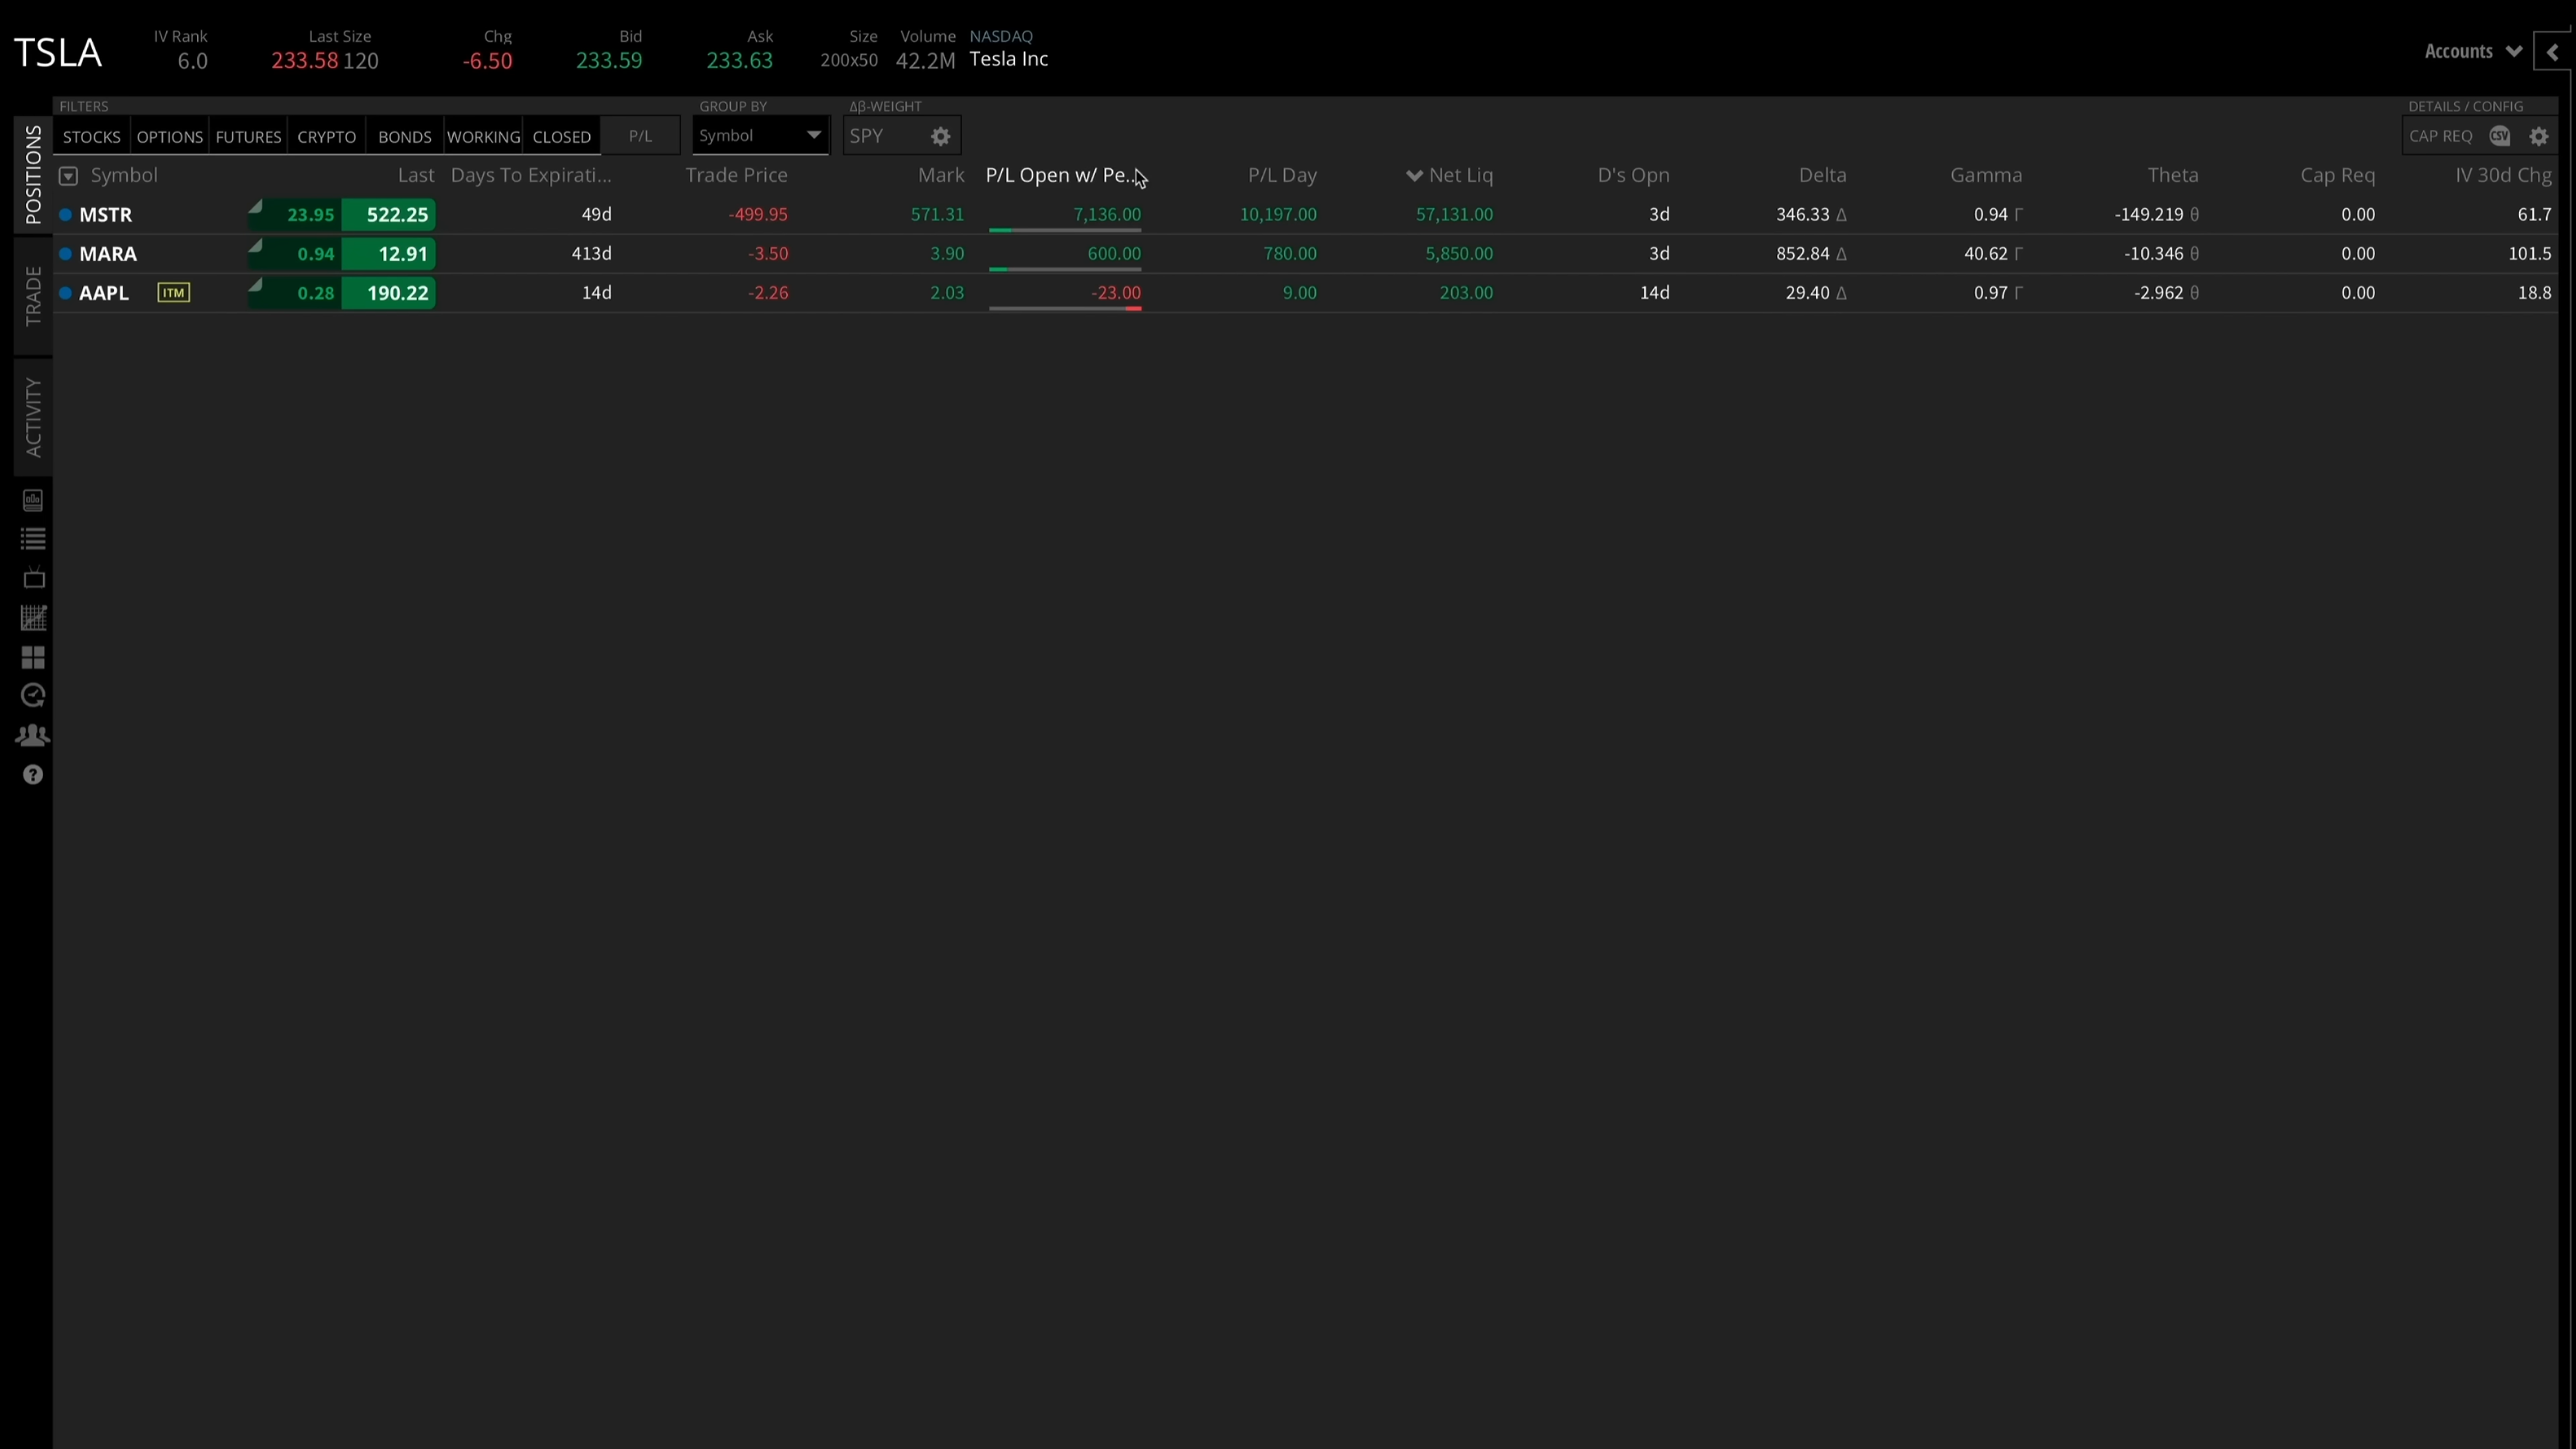 TSLA
IV Rank Last Size Chg Bid Ask Size Volume NASDAQ
6.0 233.58 120 -6.50 233.59 233.63 200x50 42.2M Tesla Inc
Accounts
FILTERS GROUP BY Δβ-WEIGHT DETAILS / CONFIG
STOCKS OPTIONS FUTURES CRYPTO BONDS WORKING CLOSED P/L Symbol SPY CAP REQ CSV
Symbol Last Days To Expirati... Trade Price Mark P/L Open w/ Pe... P/L Day Net Liq D's Opn Delta Gamma Theta Cap Req IV 30d Chg
MSTR 23.95 522.25 49d -499.95 571.31 7,136.00 10,197.00 57,131.00 3d 346.33 Δ 0.94 Γ -149.219 θ 0.00 61.7
MARA 0.94 12.91 413d -3.50 3.90 600.00 780.00 5,850.00 3d 852.84 Δ 40.62 Γ -10.346 θ 0.00 101.5
AAPL ITM 0.28 190.22 14d -2.26 2.03 -23.00 9.00 203.00 14d 29.40 Δ 0.97 Γ -2.962 θ 0.00 18.8
POSITIONS
TRADE
ACTIVITY
?